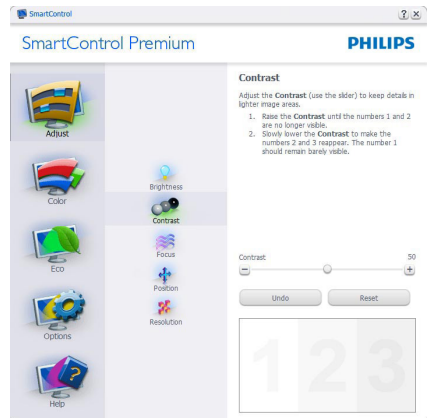 SmartControl
SmartControl Premium
PHILIPS
Adjust
Color
Eco
Options
Help
Brightness
Contrast
Focus
Position
Resolution
Contrast
Adjust the Contrast (use the slider) to keep details in
lighter image areas.
1. Raise the Contrast until the numbers 1 and 2
are no longer visible.
2. Slowly lower the Contrast to make the
numbers 2 and 3 reappear. The number 1
should remain barely visible.
Contrast 50
Undo Reset
1 2 3